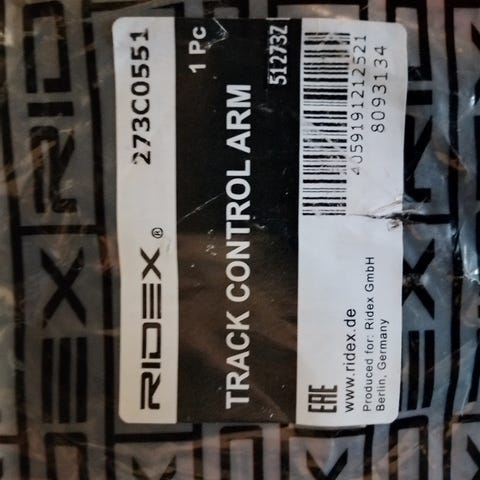 RIDEX®
273C0551
TRACK CONTROL ARM
1 Pc
51273Z
4059191212521
8093134
EAC
www.ridex.de
Produced for: Ridex GmbH
Berlin, Germany